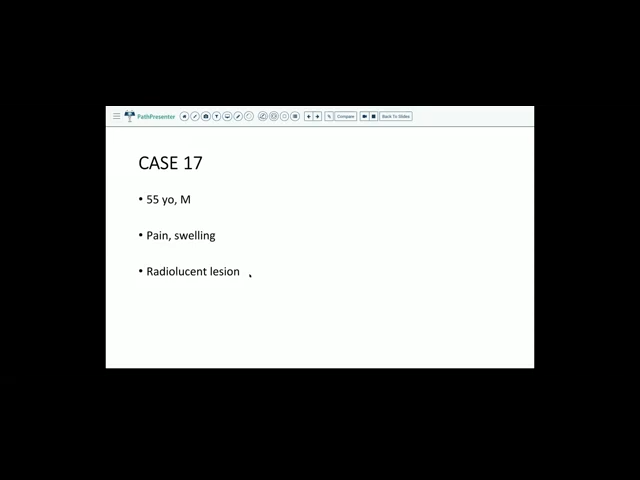 PathPresenter
Compare
Back To Slides
CASE 17
• 55 yo, M
• Pain, swelling
• Radiolucent lesion